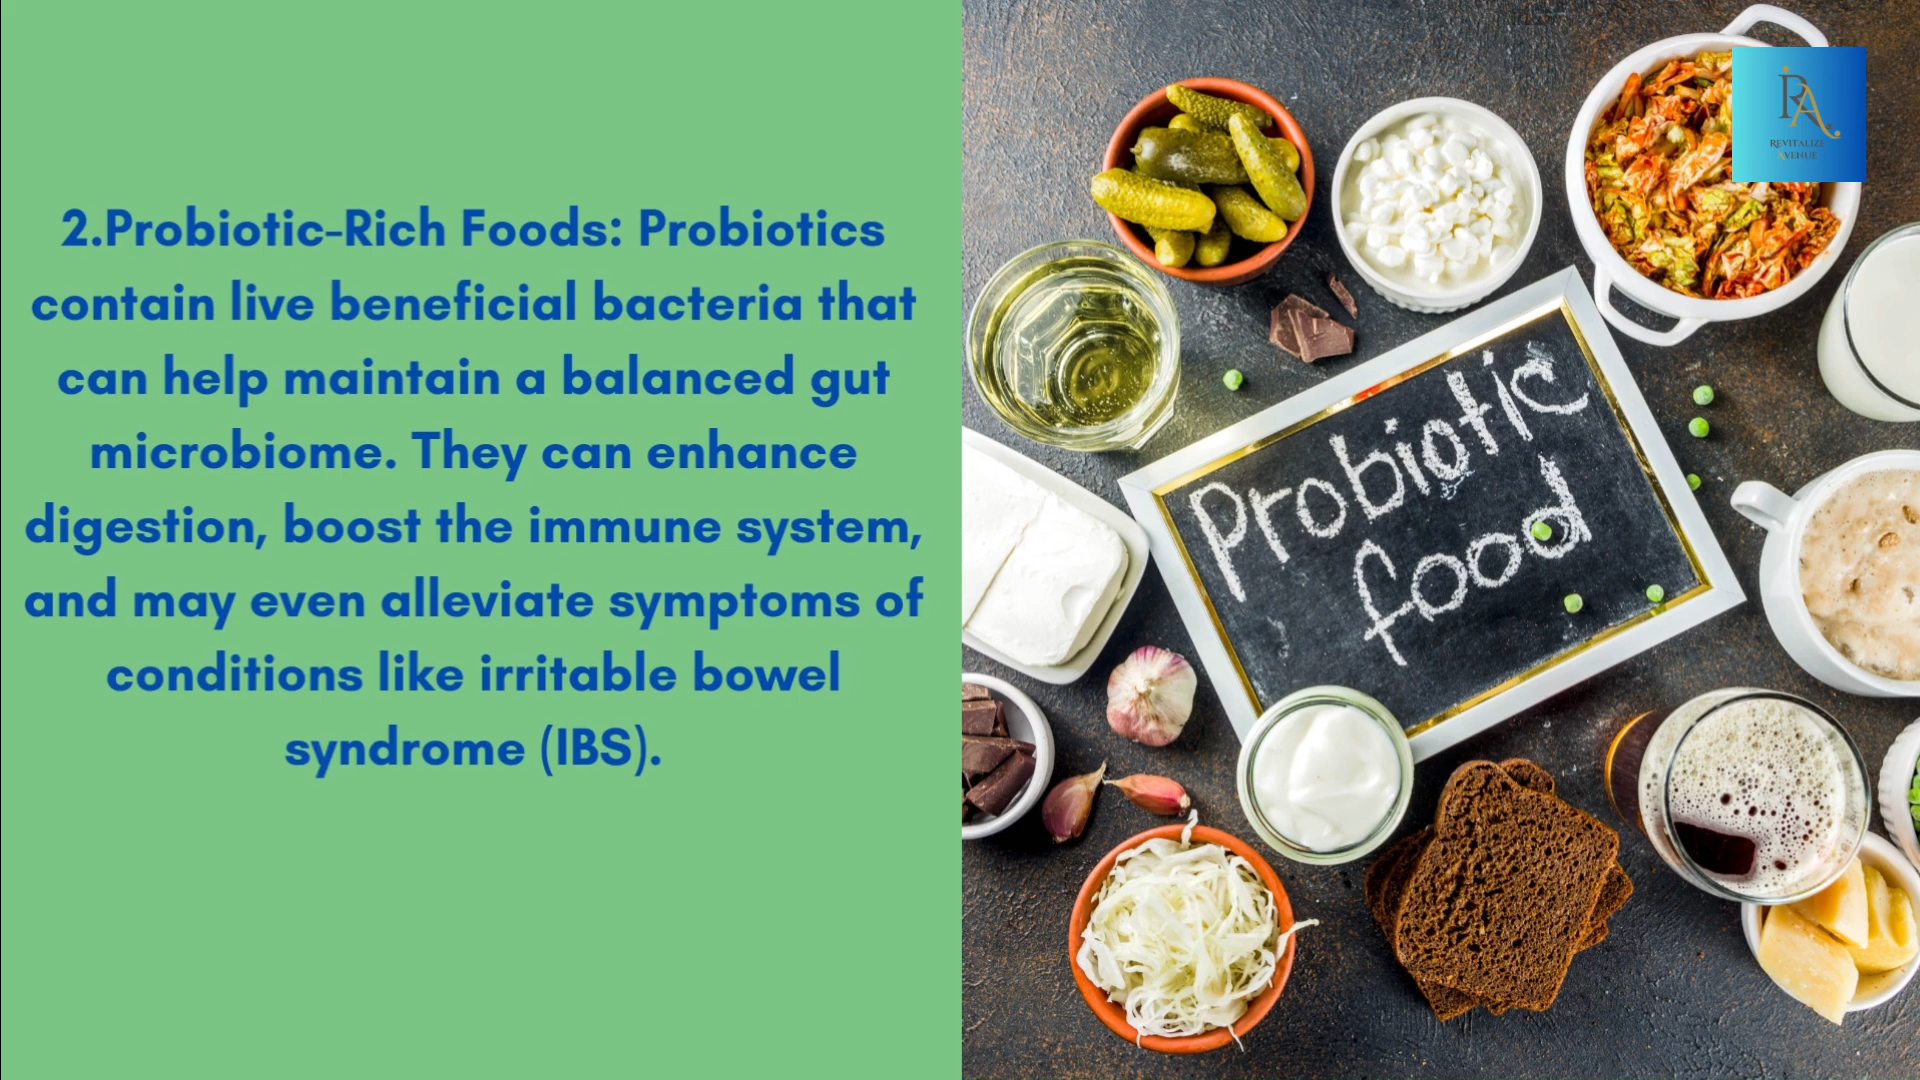 2.Probiotic-Rich Foods: Probiotics
contain live beneficial bacteria that
can help maintain a balanced gut
microbiome. They can enhance
digestion, boost the immune system,
and may even alleviate symptoms of
conditions like irritable bowel
syndrome (IBS).
RA
REVITALIZE
AVENUE
Probiotic
food